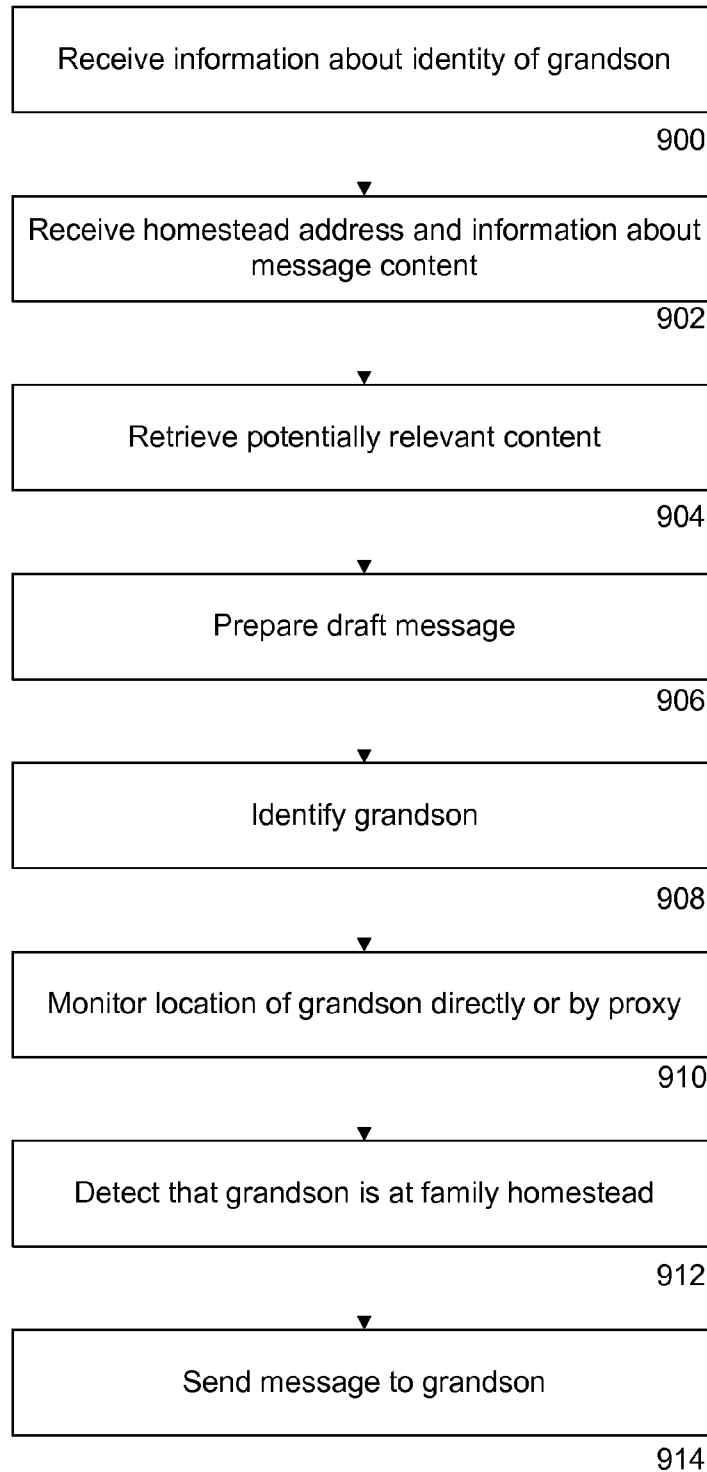 Receive information about identity of grandson
900
Receive homestead address and information about
message content
902
Retrieve potentially relevant content
904
Prepare draft message
906
Identify grandson
908
Monitor location of grandson directly or by proxy
910
Detect that grandson is at family homestead
912
Send message to grandson
914